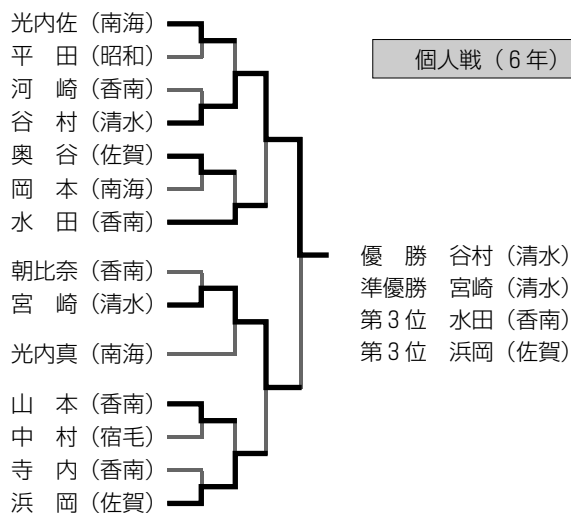 光内佐（南海）
平　田（昭和）
個人戦（６年）
河　崎（香南）
谷　村（清水）
奥　谷（佐賀）
岡　本（南海）
水　田（香南）
朝比奈（香南）
宮　崎（清水）
光内真（南海）
山　本（香南）
中　村（宿毛）
寺　内（香南）
浜　岡（佐賀）
優　勝　谷村（清水）
準優勝　宮崎（清水）
第３位　水田（香南）
第３位　浜岡（佐賀）